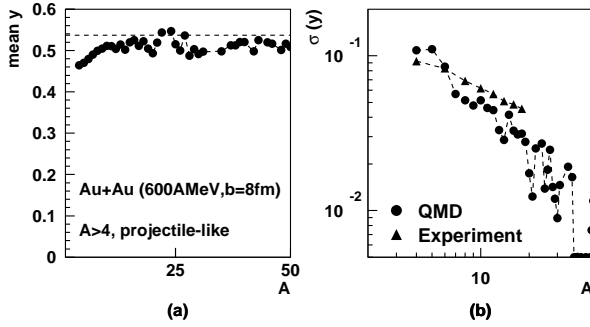 mean y
0.6
0.5
0.4
0.3
0.2
0.1
0
Au+Au (600AMeV,b=8fm)
A>4, projectile-like
25
50
A
(a)
σ (y)
10⁻¹
10⁻²
QMD
Experiment
10
A
(b)